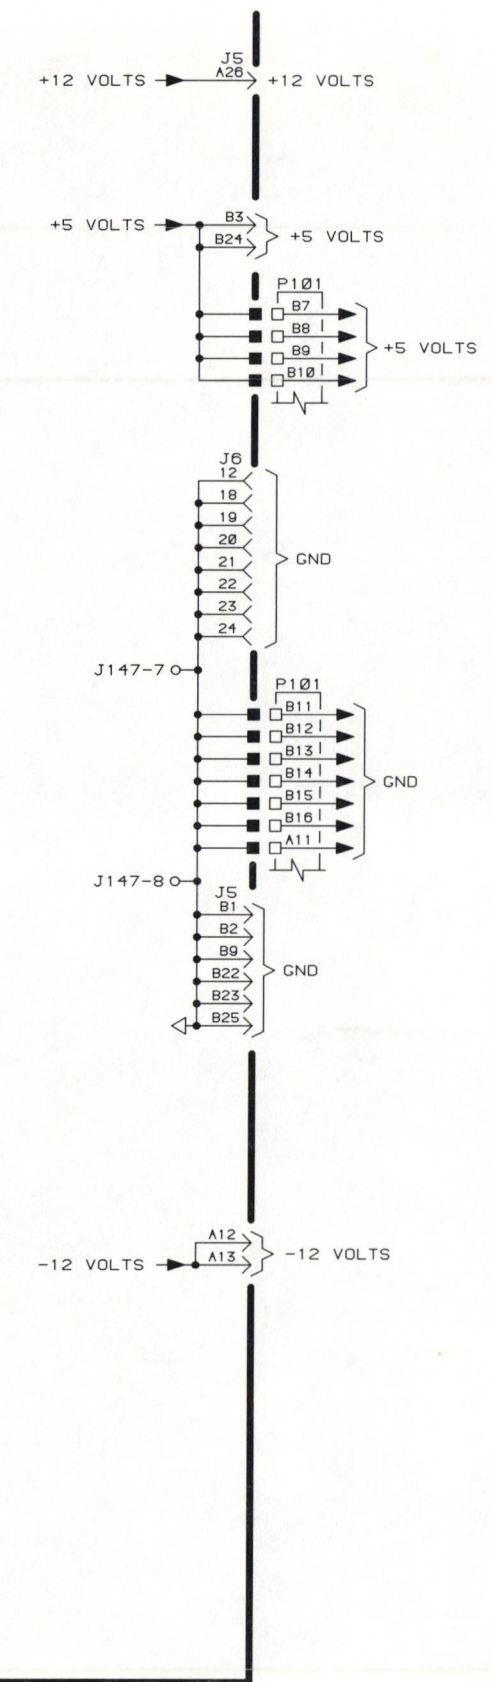 J5
A26
+12 VOLTS +12 VOLTS
B3
+5 VOLTS
B24 +5 VOLTS
P1Ø1
B7
B8
B9 +5 VOLTS
B1Ø
J6
12
18
19
2Ø
21 GND
22
23
24
J147-7
P1Ø1
B11
B12
B13
B14 GND
B15
B16
A11
J147-8
J5
B1
B2
B9
B22 GND
B23
B25
A12
A13 -12 VOLTS
-12 VOLTS